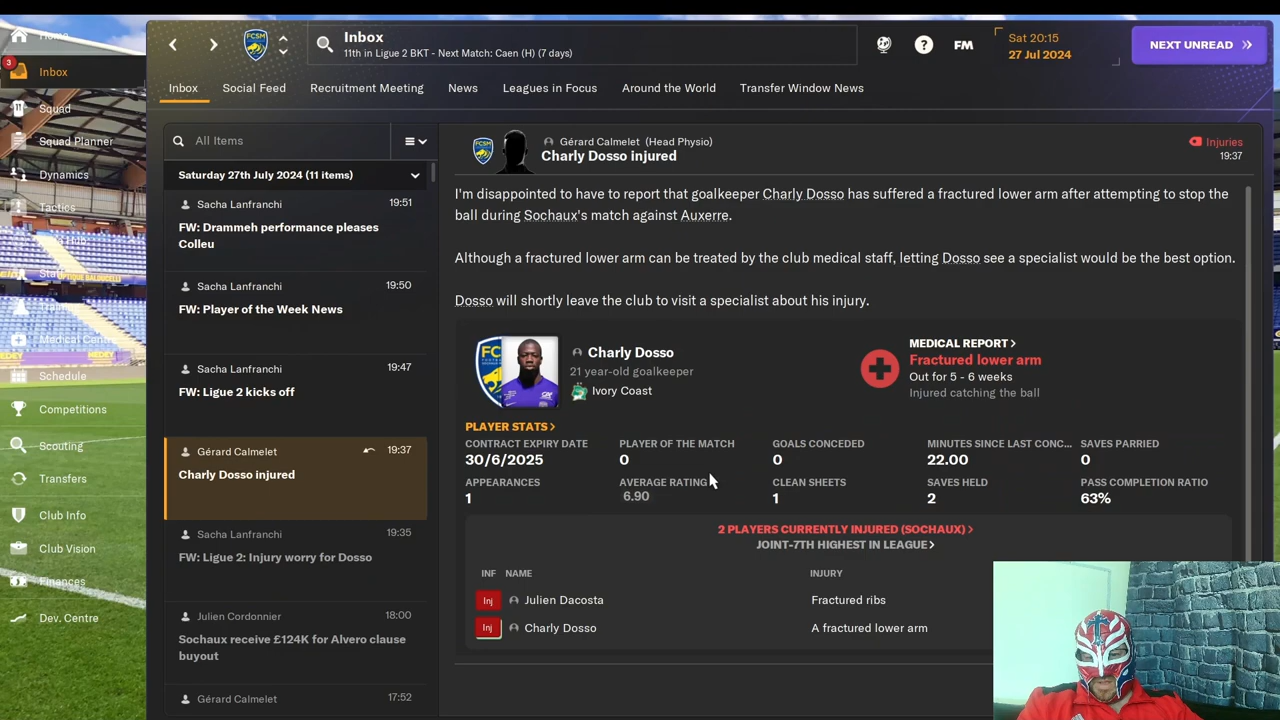 Home
3
Inbox
Squad
Squad Planner
Dynamics
Tactics
Staff
Medical Centre
Schedule
Competitions
Scouting
Transfers
Club Info
Club Vision
Finances
Dev. Centre
FCSM
Inbox
11th in Ligue 2 BKT - Next Match: Caen (H) (7 days)
?
FM
Sat 20:15
27 Jul 2024
NEXT UNREAD
Inbox
Social Feed
Recruitment Meeting
News
Leagues in Focus
Around the World
Transfer Window News
All Items
Saturday 27th July 2024 (11 items)
Sacha Lanfranchi 19:51
FW: Drammeh performance pleases
Colleu
Sacha Lanfranchi 19:50
FW: Player of the Week News
Sacha Lanfranchi 19:47
FW: Ligue 2 kicks off
Gérard Calmelet 19:37
Charly Dosso injured
Sacha Lanfranchi 19:35
FW: Ligue 2: Injury worry for Dosso
Julien Cordonnier 18:00
Sochaux receive £124K for Alvero clause
buyout
Gérard Calmelet 17:52
Gérard Calmelet (Head Physio)
Charly Dosso injured
Injuries
19:37
I'm disappointed to have to report that goalkeeper Charly Dosso has suffered a fractured lower arm after attempting to stop the
ball during Sochaux's match against Auxerre.
Although a fractured lower arm can be treated by the club medical staff, letting Dosso see a specialist would be the best option.
Dosso will shortly leave the club to visit a specialist about his injury.
Charly Dosso
21 year-old goalkeeper
Ivory Coast
MEDICAL REPORT >
Fractured lower arm
Out for 5 - 6 weeks
Injured catching the ball
PLAYER STATS >
CONTRACT EXPIRY DATE PLAYER OF THE MATCH GOALS CONCEDED MINUTES SINCE LAST CONC... SAVES PARRIED
30/6/2025 0 0 22.00 0
APPEARANCES AVERAGE RATING CLEAN SHEETS SAVES HELD PASS COMPLETION RATIO
1 6.90 1 2 63%
2 PLAYERS CURRENTLY INJURED (SOCHAUX) >
JOINT-7TH HIGHEST IN LEAGUE >
INF NAME INJURY
Inj Julien Dacosta Fractured ribs
Inj Charly Dosso A fractured lower arm